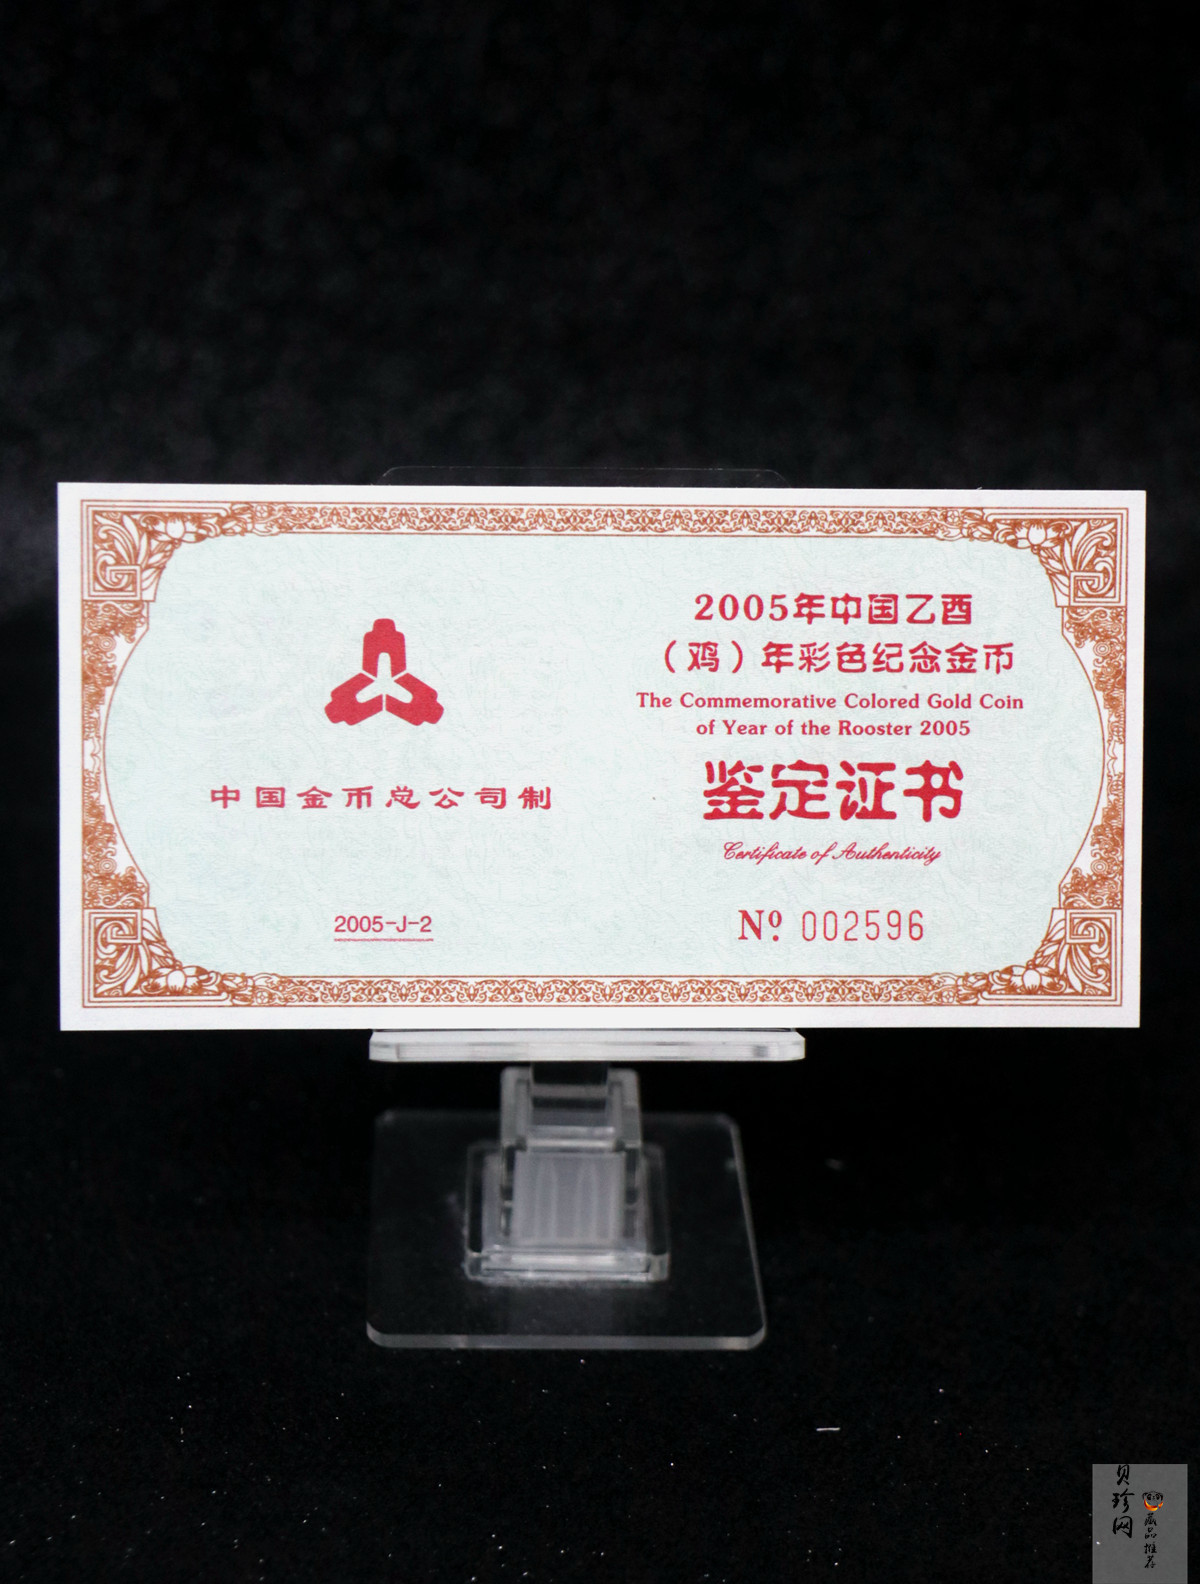 中国金币总公司制
2005-J-2
2005年中国乙酉
（鸡）年彩色纪念金币
The Commemorative Colored Gold Coin
of Year of the Rooster 2005
鉴定证书
Certificate of Authenticity
Nº 002596
贝珍网
藏品推荐